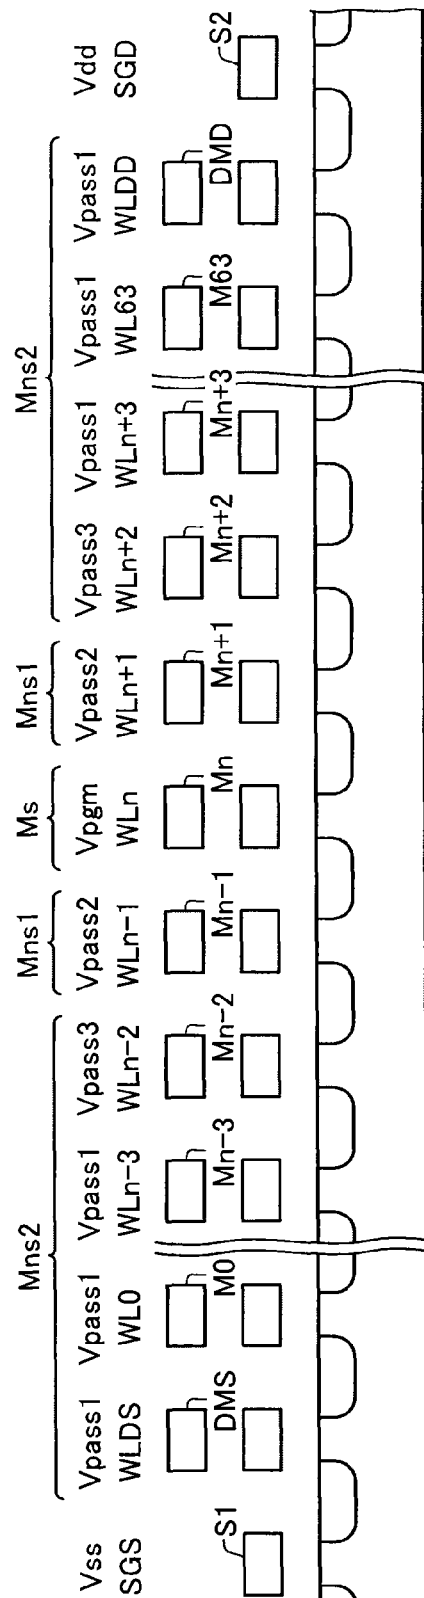 Mns2 Mns1 Ms Mns1 Mns2
Vss Vpass1 Vpass1 Vpass1 Vpass3 Vpass2 Vpgm Vpass2 Vpass3 Vpass1 Vpass1 Vpass1 Vdd
SGS WLDS WL0 WLn-3 WLn-2 WLn-1 WLn WLn+1 WLn+2 WLn+3 WL63 WLDD SGD
S1 DMS M0 Mn-3 Mn-2 Mn-1 Mn Mn+1 Mn+2 Mn+3 M63 DMD S2